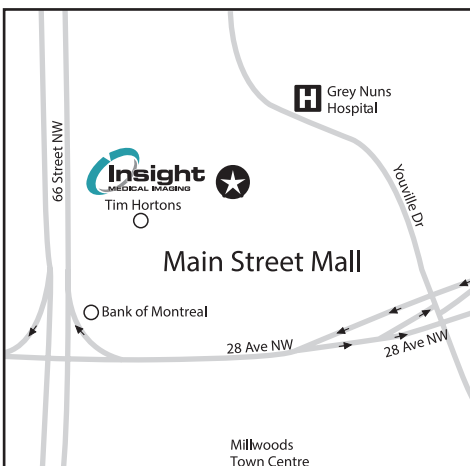 H
Grey Nuns
Hospital
66 Street NW
Insight
MEDICAL IMAGING
Tim Hortons
Youville Dr
Main Street Mall
Bank of Montreal
28 Ave NW
28 Ave NW
Millwoods
Town Centre